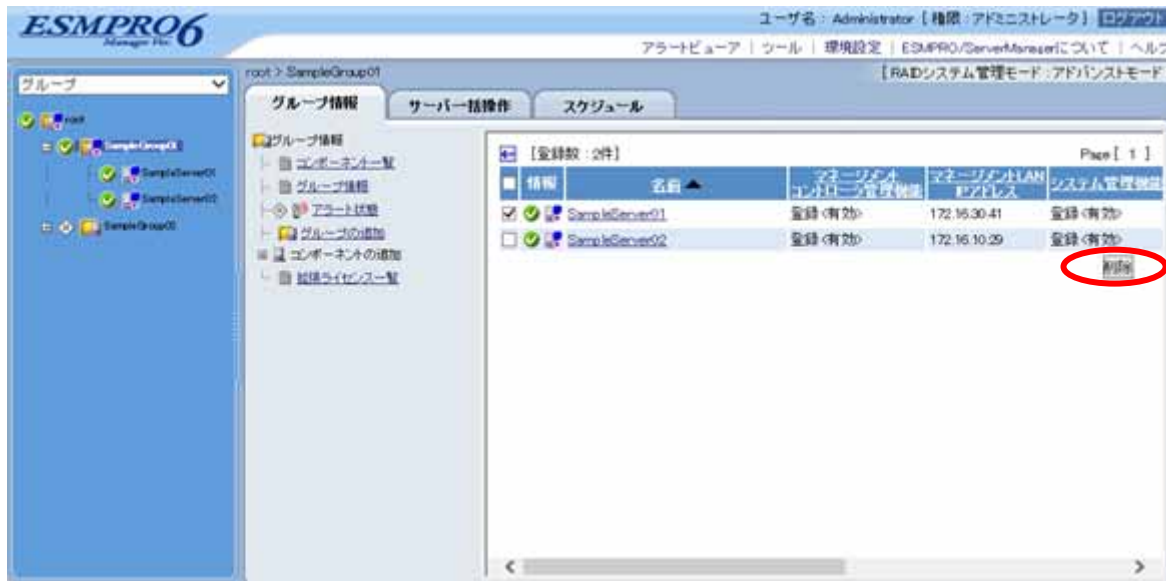 ESMPRO6
Manager Ver.
ユーザ名 : Administrator [ 権限 : アドミニストレータ ] ログアウト
アラートビューア | ツール | 環境設定 | ESMPRO/ServerManagerについて | ヘルプ
グループ
root > SampleGroup01
[ RAIDシステム管理モード : アドバンストモード
グループ情報
サーバ一括操作
スケジュール
root
SampleGroup01
SampleServer01
SampleServer02
グループ情報
コンポーネント一覧
グループ情報
アラート状態
グループの追加
コンポーネントの追加
拡張ライセンス一覧
[登録数 : 2件]
Page [ 1 ]
情報
名前▲
マネージメント
コントローラ管理機能
マネージメントLAN
IPアドレス
システム管理機能
SampleServer01 登録<有効> 172.16.30.41 登録<有効>
SampleServer02 登録<有効> 172.16.10.29 登録<有効>
削除